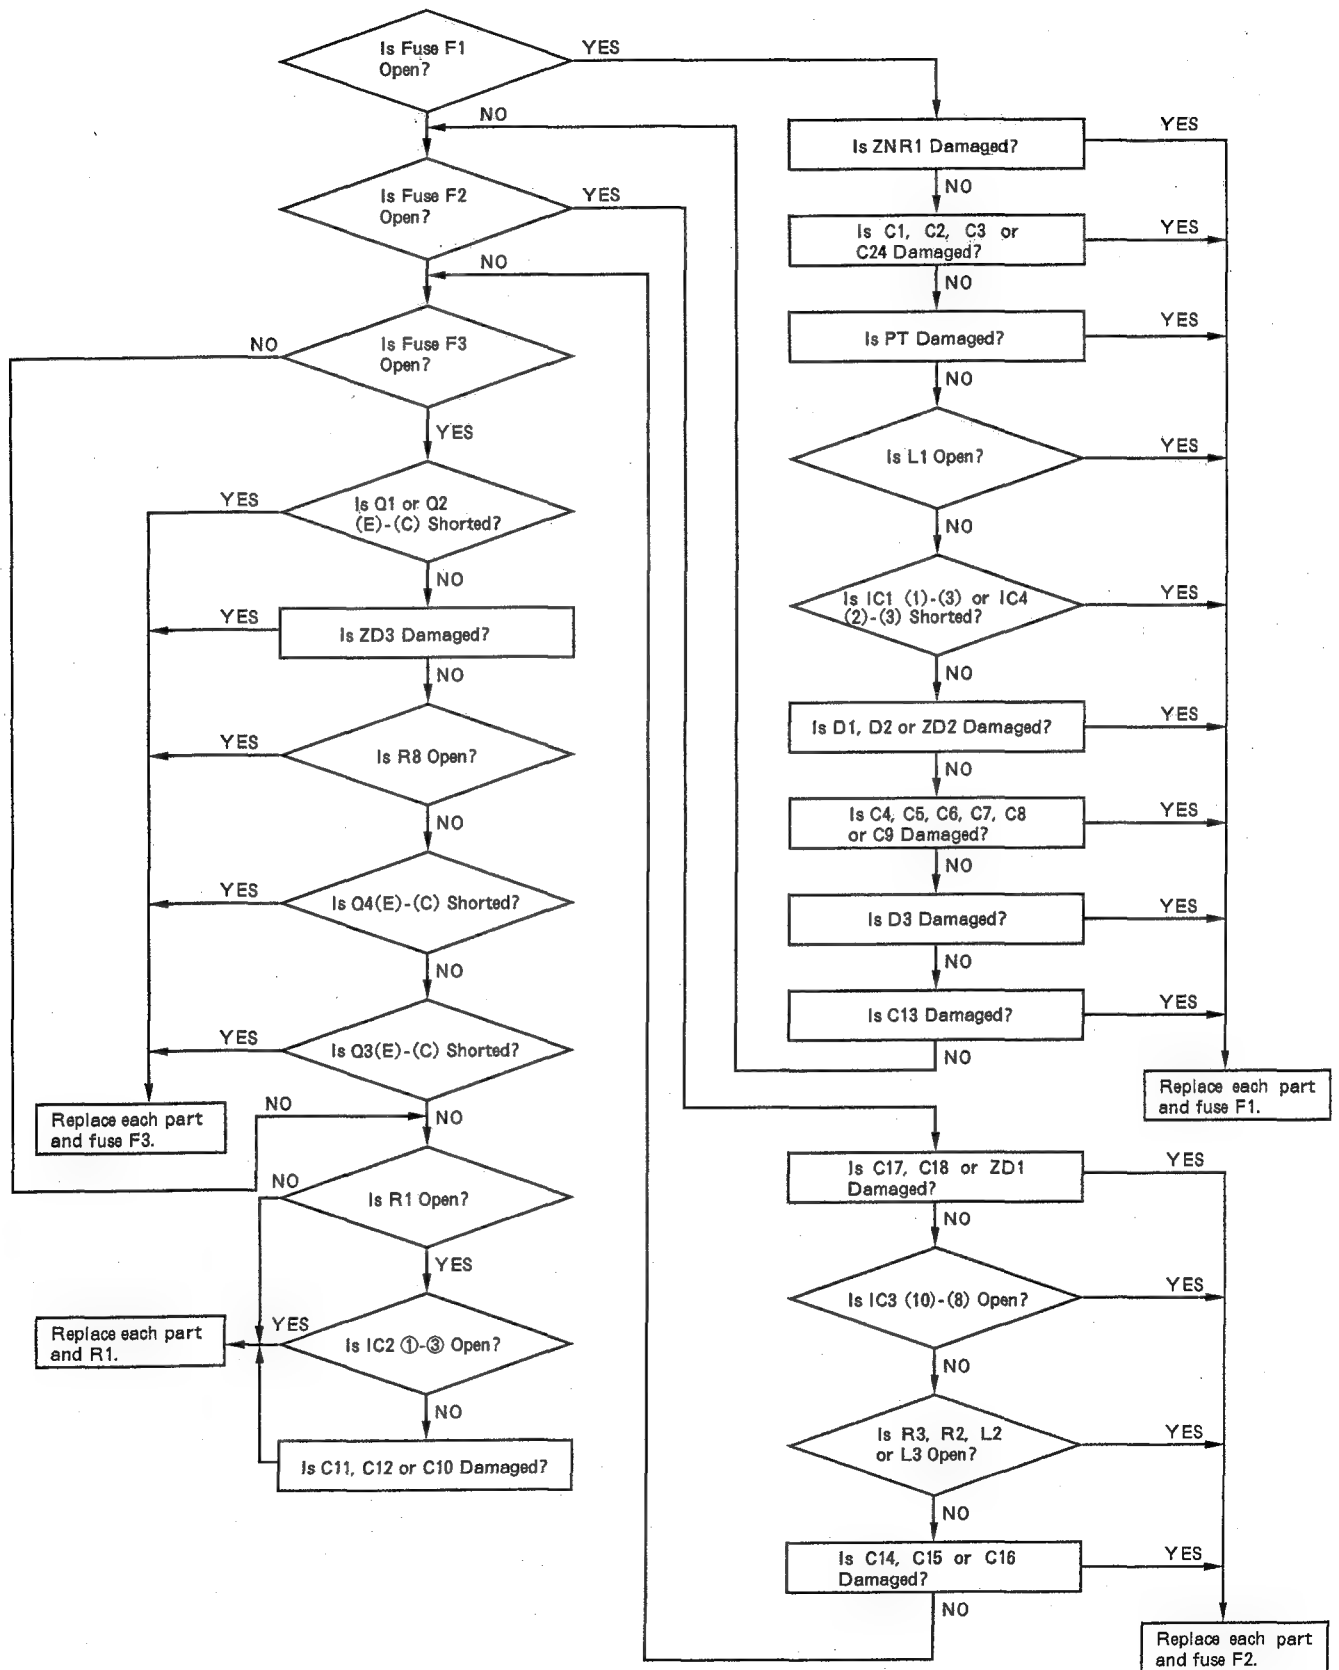 Is Fuse F1
Open?
YES
NO
Is Fuse F2
Open?
YES
NO
Is Fuse F3
Open?
NO
YES
Is Q1 or Q2
(E)-(C) Shorted?
YES
NO
Is ZD3 Damaged?
YES
NO
Is R8 Open?
YES
NO
Is Q4(E)-(C) Shorted?
YES
NO
Is Q3(E)-(C) Shorted?
YES
NO
Replace each part
and fuse F3.
NO
Is R1 Open?
NO
YES
Is IC2 ①-③ Open?
YES
NO
Replace each part
and R1.
Is C11, C12 or C10 Damaged?
Is ZNR1 Damaged?
YES
NO
Is C1, C2, C3 or
C24 Damaged?
YES
NO
Is PT Damaged?
YES
NO
Is L1 Open?
YES
NO
Is IC1 (1)-(3) or IC4
(2)-(3) Shorted?
YES
NO
Is D1, D2 or ZD2 Damaged?
YES
NO
Is C4, C5, C6, C7, C8
or C9 Damaged?
YES
NO
Is D3 Damaged?
YES
NO
Is C13 Damaged?
YES
NO
Replace each part
and fuse F1.
Is C17, C18 or ZD1
Damaged?
YES
NO
Is IC3 (10)-(8) Open?
YES
NO
Is R3, R2, L2
or L3 Open?
YES
NO
Is C14, C15 or C16
Damaged?
YES
NO
Replace each part
and fuse F2.